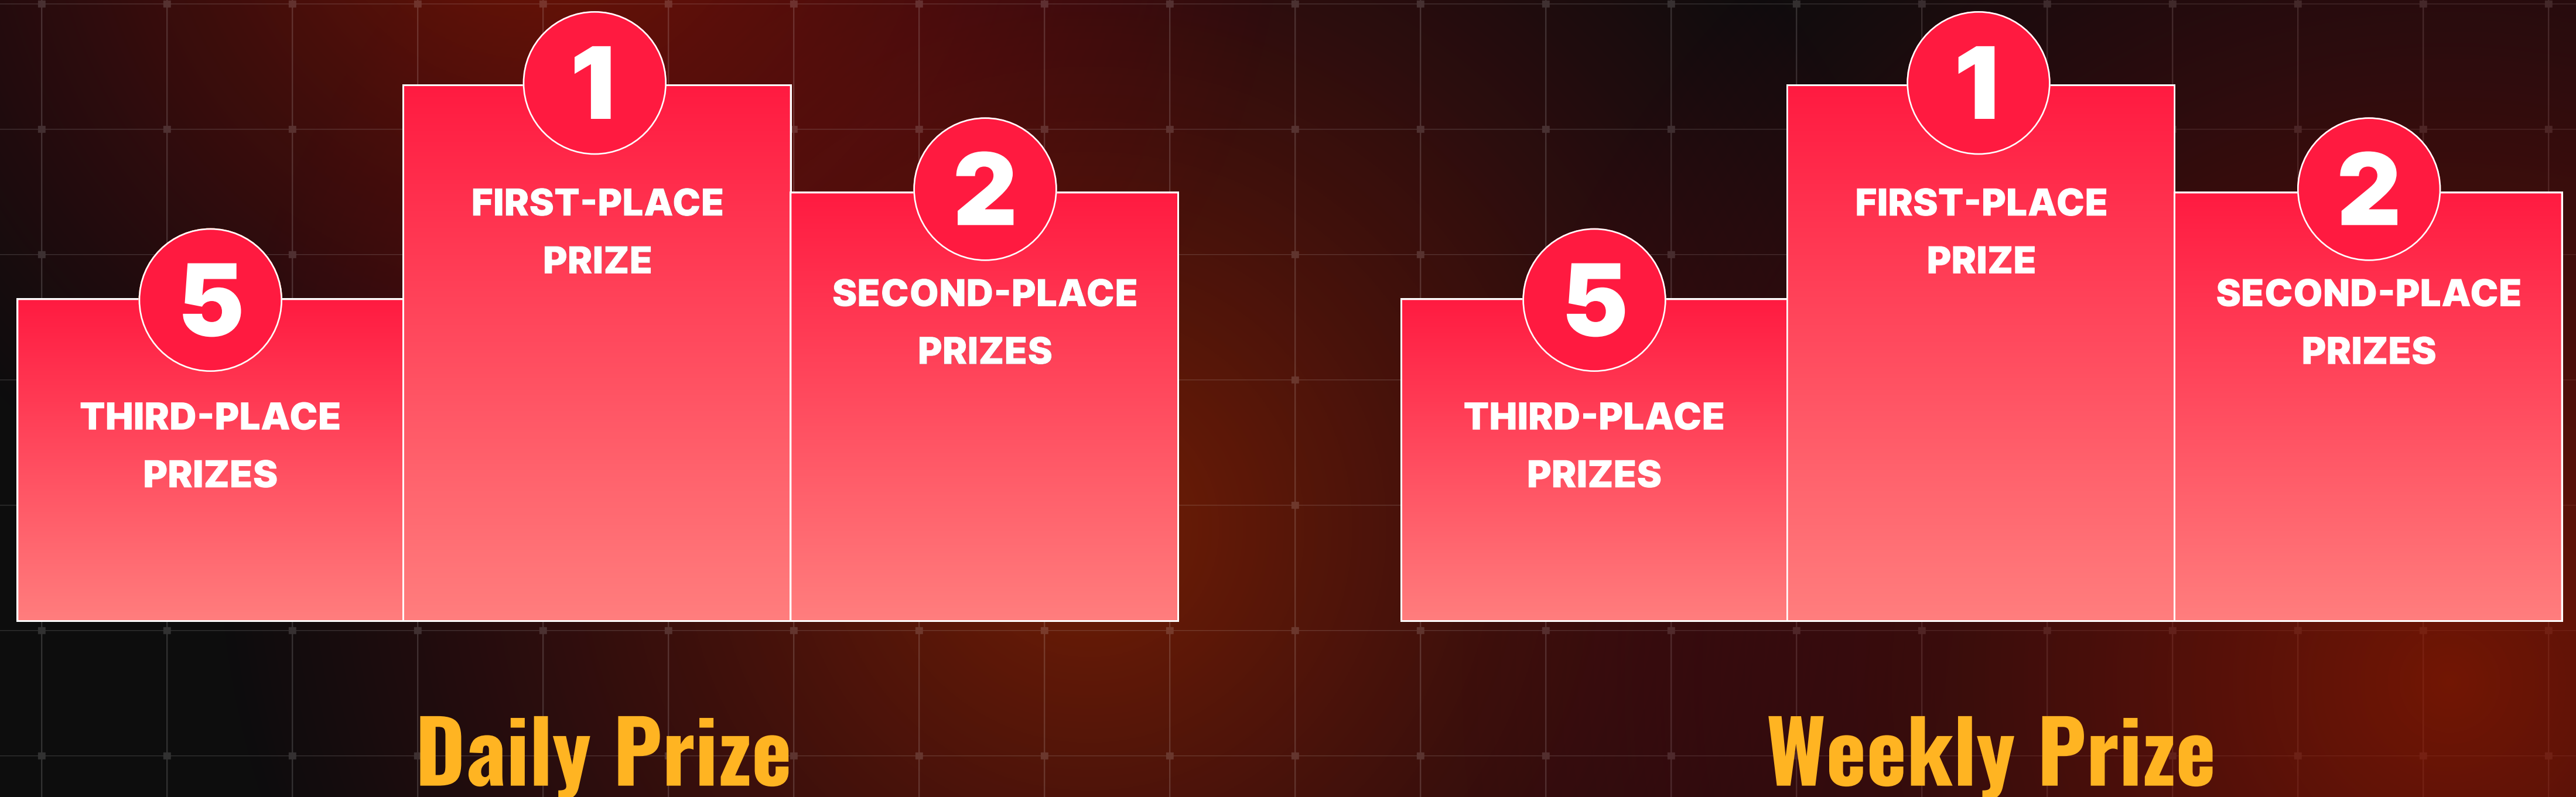 5
THIRD-PLACE
PRIZES
1
FIRST-PLACE
PRIZE
2
SECOND-PLACE
PRIZES
Daily Prize
5
THIRD-PLACE
PRIZES
1
FIRST-PLACE
PRIZE
2
SECOND-PLACE
PRIZES
Weekly Prize